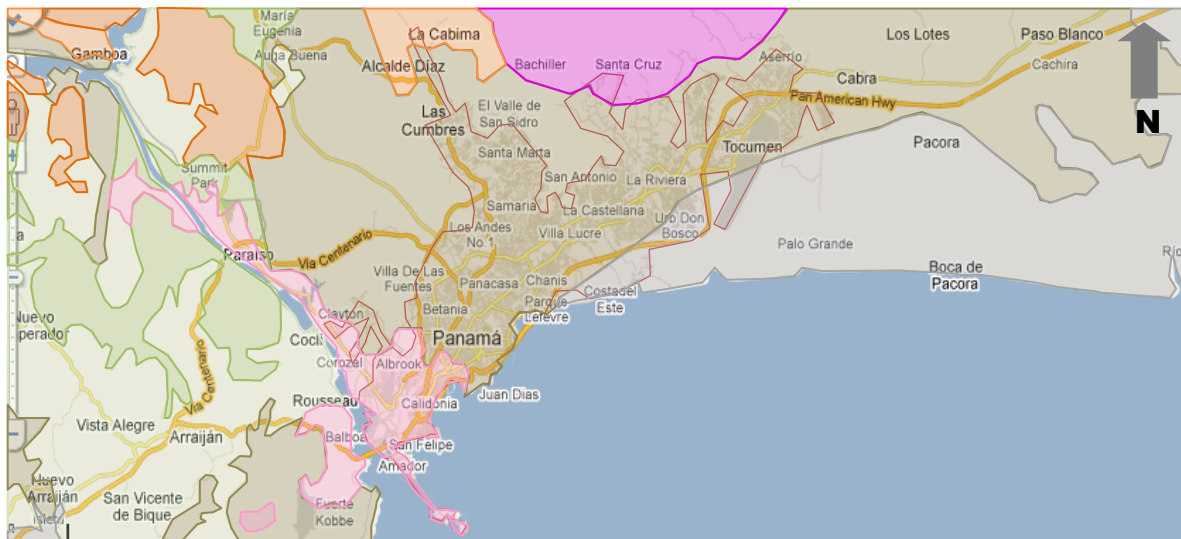 María
Eugenia
La Cabima
Los Lotes
Paso Blanco
Gamboa
Agua Buena
Alcalde Díaz
Bachiller
Santa Cruz
Aserrio
Cabra
Cachira
Las
Cumbres
El Valle de
San Sidro
Pan American Hwy
N
Santa Marta
Tocumen
Pacora
Summit
Park
San Antonio
La Riviera
Samaria
La Castellana
Uro Don
Bosco
Los Andes
No.1
Villa Lucre
Palo Grande
Paraíso
Via Centenario
Villa De Las
Fuentes
Panacasa
Chanis
Boca de
Pacora
Costadel
Este
Betania
Parque
Lefevre
Clayton
Nuevo
Cocli
Panamá
Via Centenario
Corozal
Albrook
Rousseau
Calidonia
Juan Dias
Vista Alegre
Arraiján
Balboa
San Felipe
Amador
Nuevo
Arraiján
San Vicente
de Bique
Fuerte
Kobbe